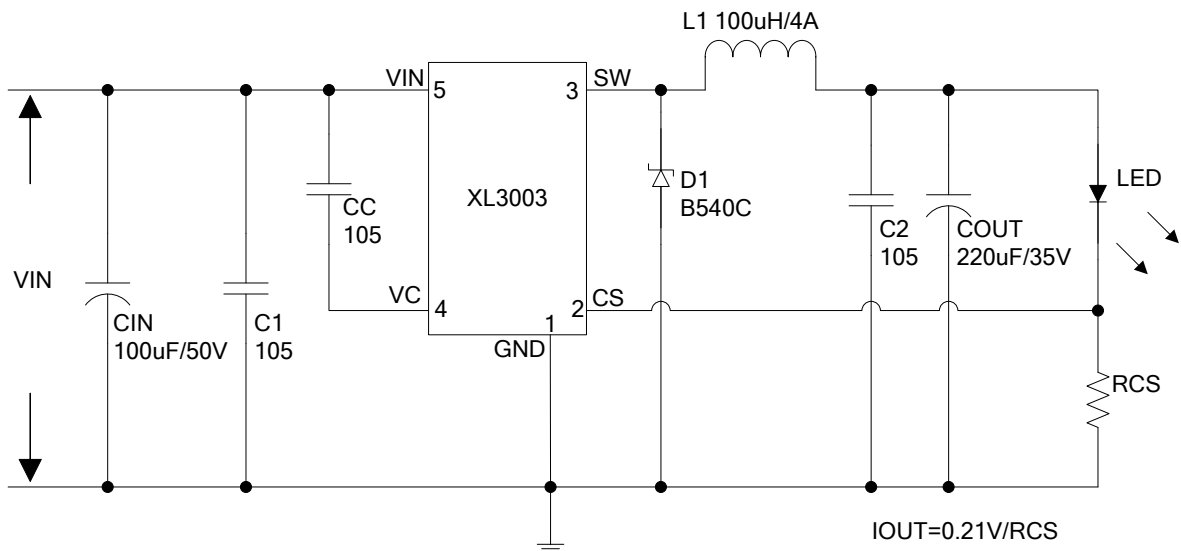 L1 100uH/4A
VIN
5
3
SW
XL3003
CC
105
D1
B540C
LED
C2
105
COUT
220uF/35V
VIN
VC
4
2
CS
1
GND
CIN
100uF/50V
C1
105
RCS
IOUT=0.21V/RCS